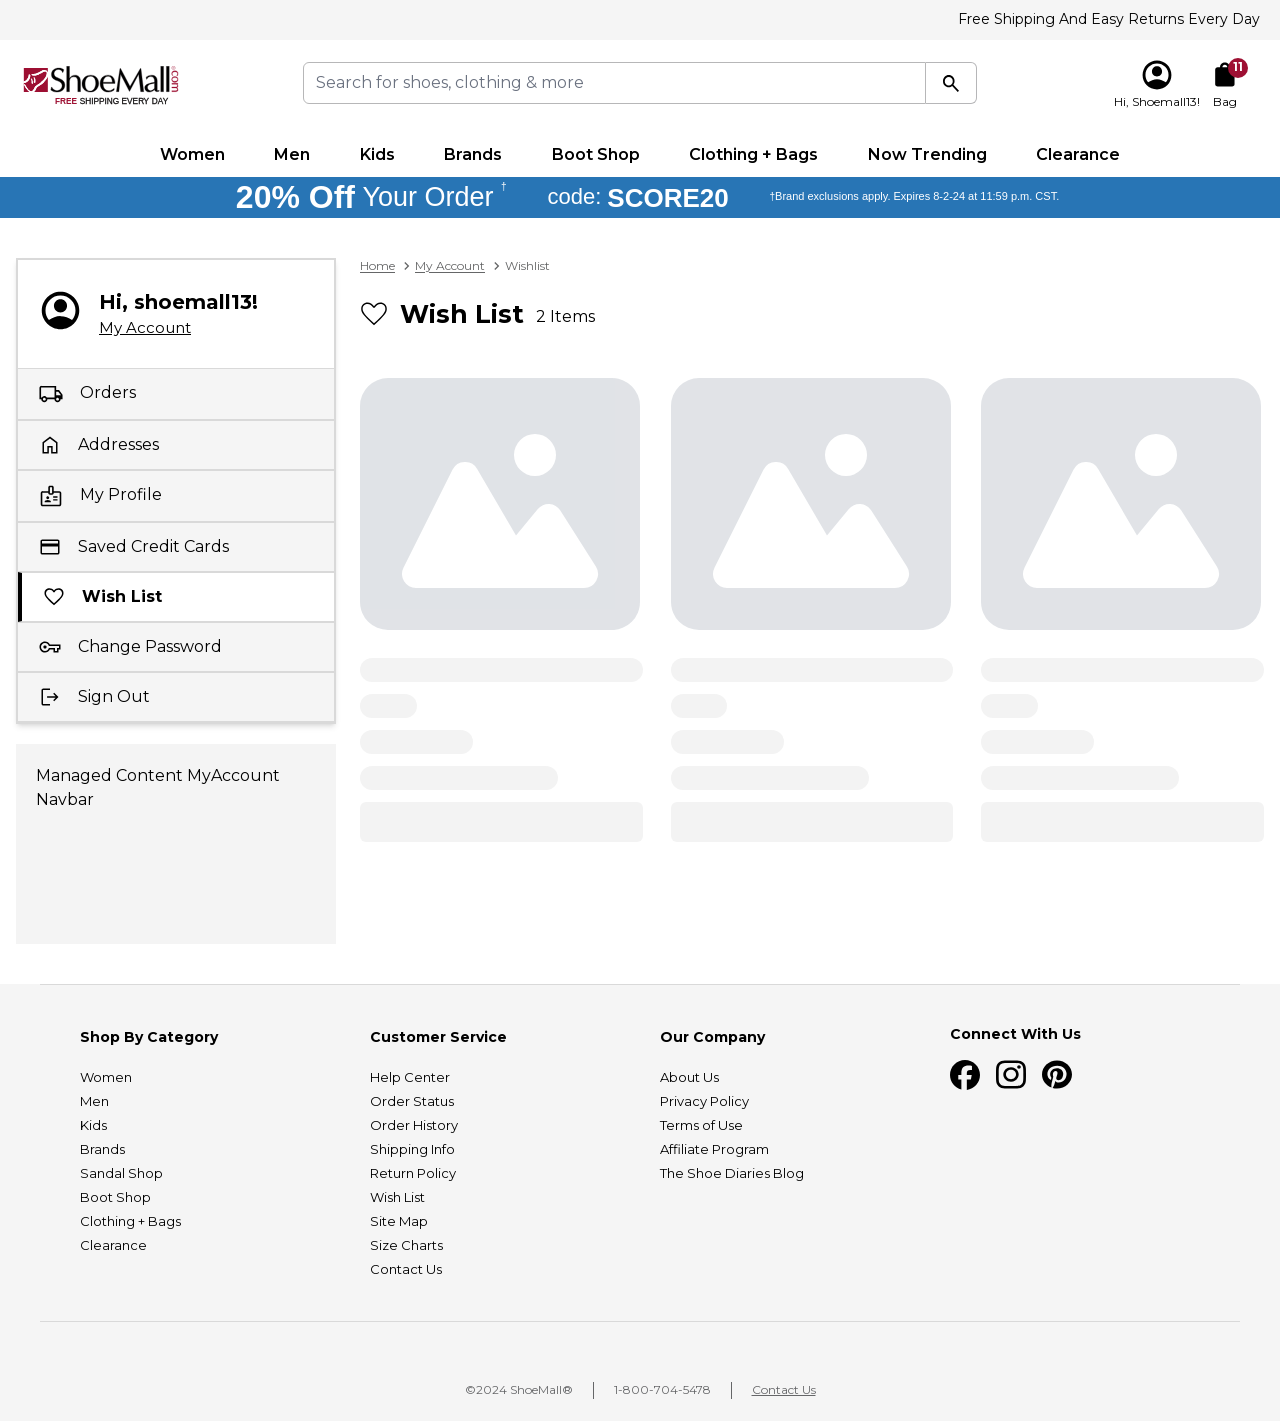 Free Shipping And Easy Returns Every Day
ShoeMall.com
FREE SHIPPING EVERY DAY
Search for shoes, clothing & more
Hi, Shoemall13!
11
Bag
Women
Men
Kids
Brands
Boot Shop
Clothing + Bags
Now Trending
Clearance
20% Off Your Order † code: SCORE20 †Brand exclusions apply. Expires 8-2-24 at 11:59 p.m. CST.
Hi, shoemall13!
My Account
Orders
Addresses
My Profile
Saved Credit Cards
Wish List
Change Password
Sign Out
Managed Content MyAccount
Navbar
Home > My Account > Wishlist
Wish List 2 Items
Shop By Category
Women
Men
Kids
Brands
Sandal Shop
Boot Shop
Clothing + Bags
Clearance
Customer Service
Help Center
Order Status
Order History
Shipping Info
Return Policy
Wish List
Site Map
Size Charts
Contact Us
Our Company
About Us
Privacy Policy
Terms of Use
Affiliate Program
The Shoe Diaries Blog
Connect With Us
©2024 ShoeMall®
1-800-704-5478
Contact Us